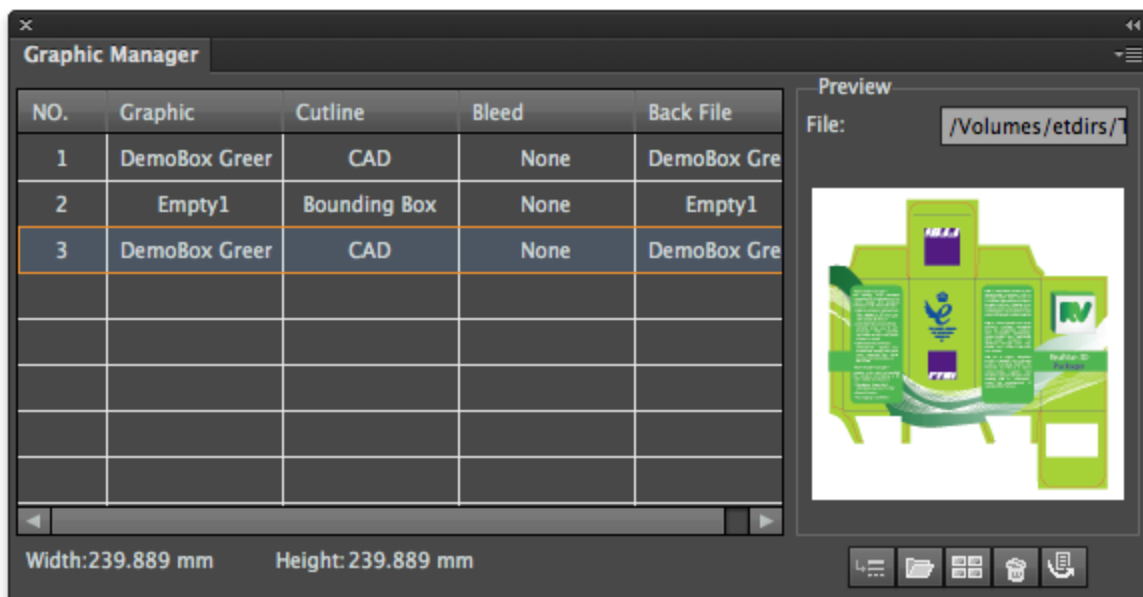 Graphic Manager
NO. Graphic Cutline Bleed Back File
1 DemoBox Greer CAD None DemoBox Gre
2 Empty1 Bounding Box None Empty1
3 DemoBox Greer CAD None DemoBox Gre
Width:239.889 mm Height:239.889 mm
Preview
File: /Volumes/etdirs/T
RV